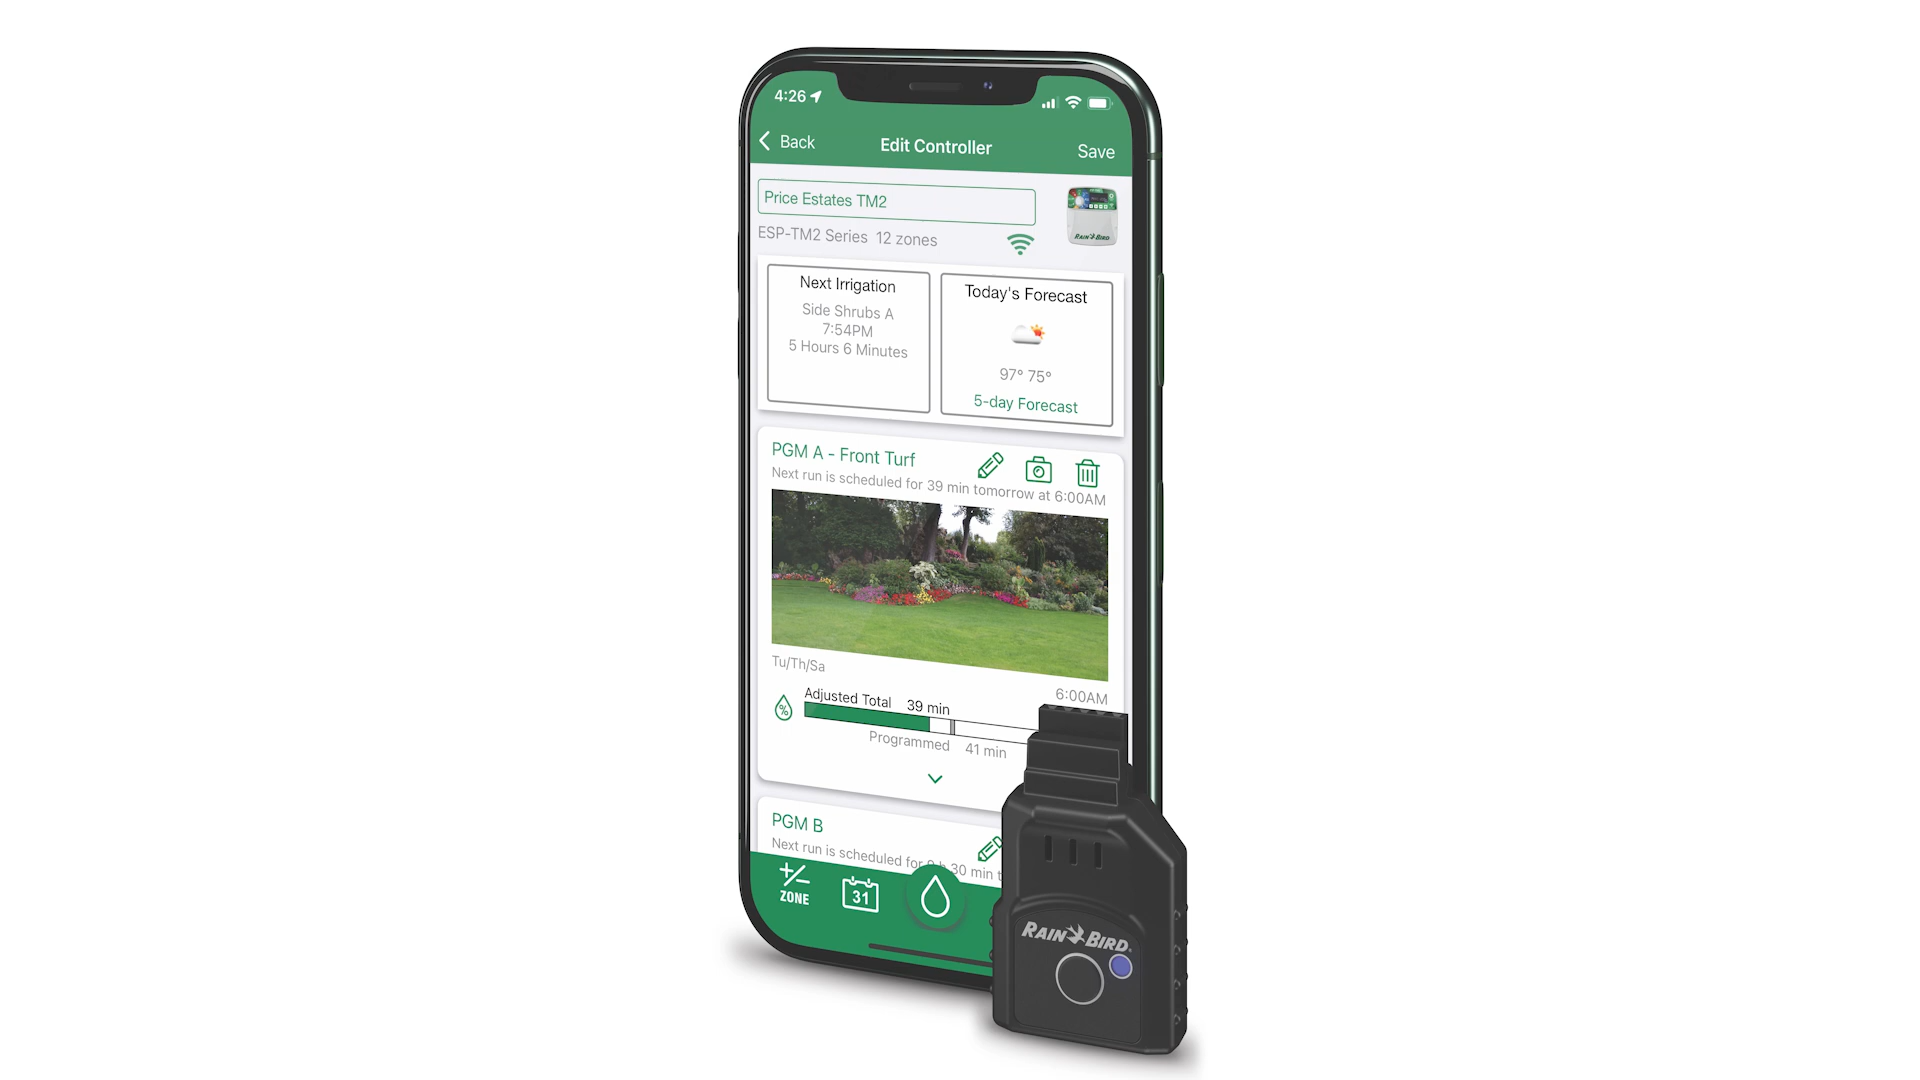 4:26
Back
Edit Controller
Save
Price Estates TM2
ESP-TM2 Series 12 zones
RAIN BIRD
Next Irrigation
Side Shrubs A
7:54PM
5 Hours 6 Minutes
Today's Forecast
97° 75°
5-day Forecast
PGM A - Front Turf
Next run is scheduled for 39 min tomorrow at 6:00AM
Tu/Th/Sa
6:00AM
Adjusted Total 39 min
%
Programmed 41 min
PGM B
Next run is scheduled for 30 min
ZONE
31
RAIN BIRD